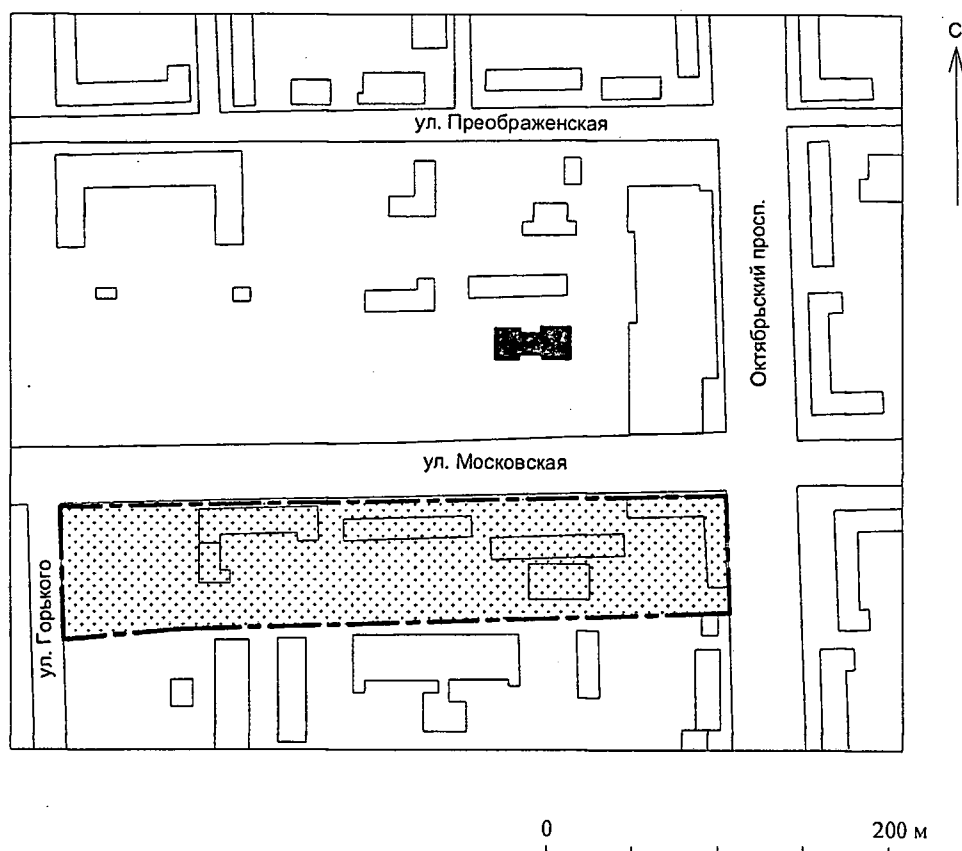 С
ул. Преображенская
Октябрьский просп.
ул. Московская
ул. Горького
0 200 м